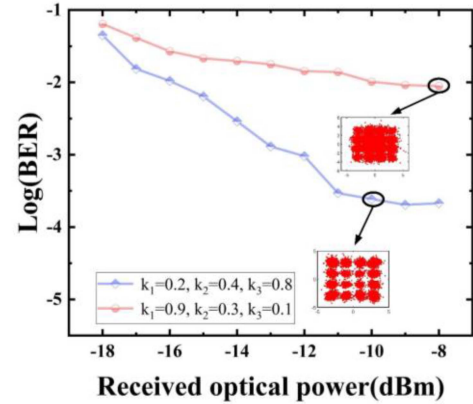 -1
-2
-3
-4
-5
Log(BER)
k₁=0.2, k₂=0.4, k₃=0.8
k₁=0.9, k₂=0.3, k₃=0.1
-18 -16 -14 -12 -10 -8
Received optical power(dBm)